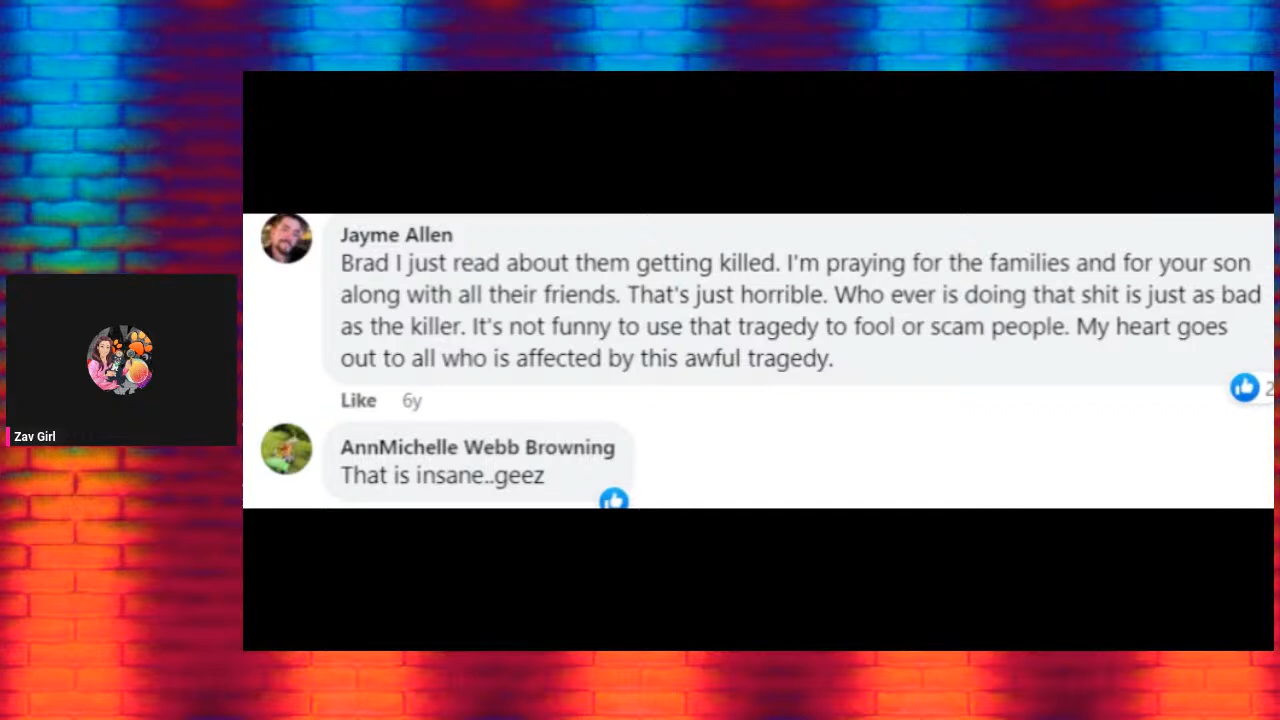 Jayme Allen
Brad I just read about them getting killed. I'm praying for the families and for your son
along with all their friends. That's just horrible. Who ever is doing that shit is just as bad
as the killer. It's not funny to use that tragedy to fool or scam people. My heart goes
out to all who is affected by this awful tragedy.
2
Like 6y
AnnMichelle Webb Browning
That is insane..geez
Zav Girl